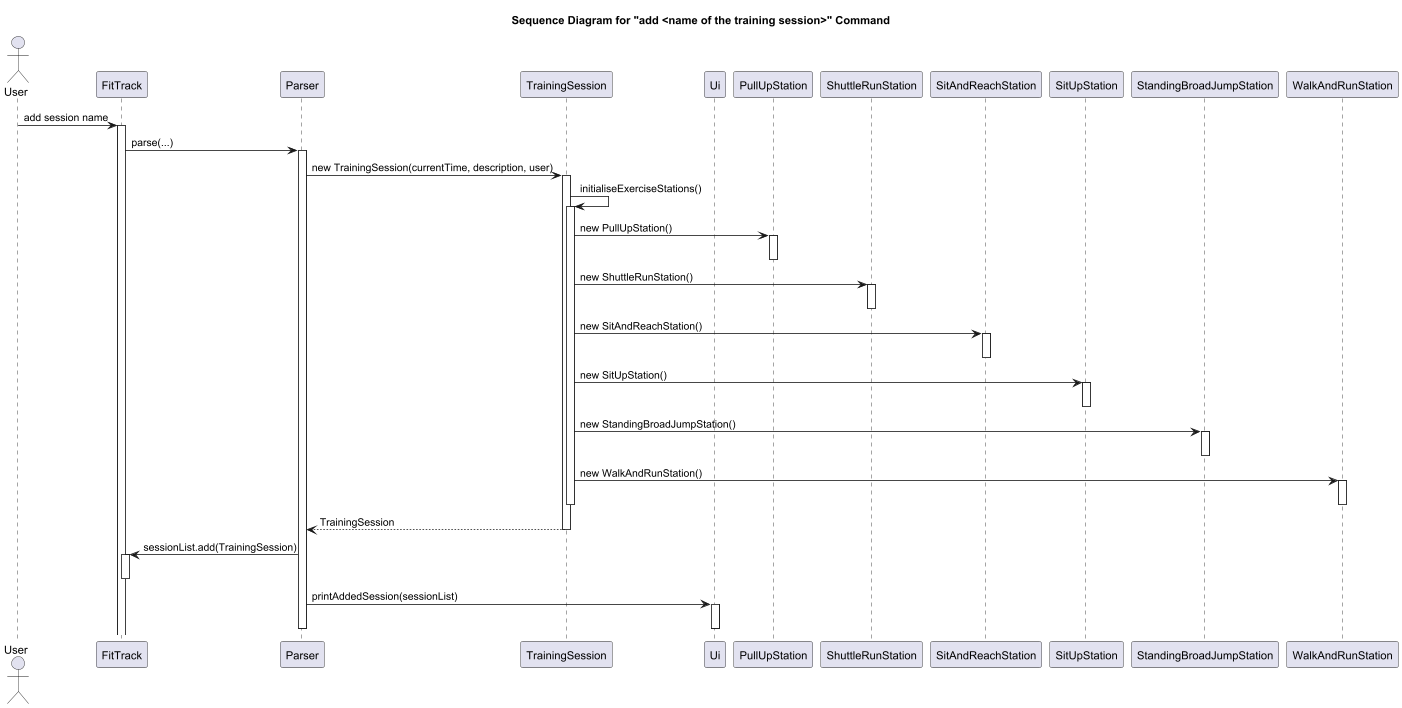 Sequence Diagram for "add <name of the training session>" Command
User
FitTrack
Parser
TrainingSession
Ui
PullUpStation
ShuttleRunStation
SitAndReachStation
SitUpStation
StandingBroadJumpStation
WalkAndRunStation
add session name
parse(...)
new TrainingSession(currentTime, description, user)
initialiseExerciseStations()
new PullUpStation()
new ShuttleRunStation()
new SitAndReachStation()
new SitUpStation()
new StandingBroadJumpStation()
new WalkAndRunStation()
TrainingSession
sessionList.add(TrainingSession)
printAddedSession(sessionList)
User
FitTrack
Parser
TrainingSession
Ui
PullUpStation
ShuttleRunStation
SitAndReachStation
SitUpStation
StandingBroadJumpStation
WalkAndRunStation